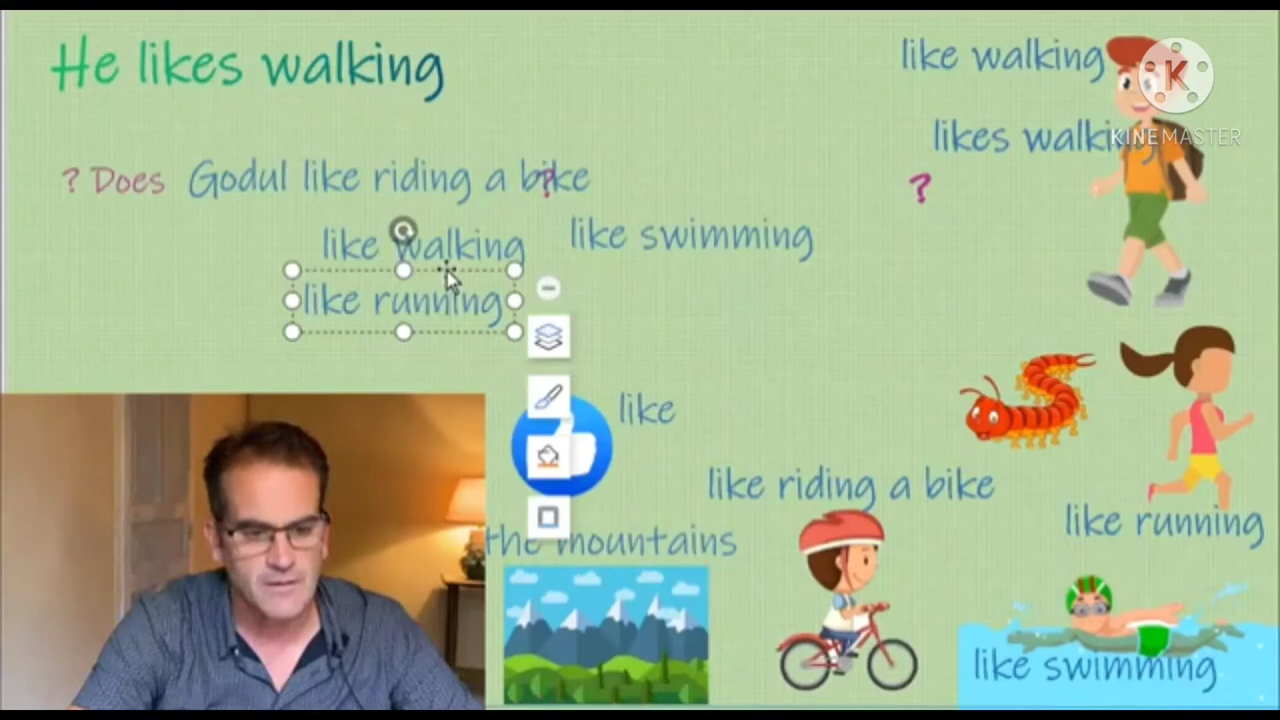 He likes walking
like walking
likes walking
KINEMASTER
? Does Godul like riding a bike ?
?
like walking
like swimming
like running
like
like riding a bike
like running
the mountains
like swimming